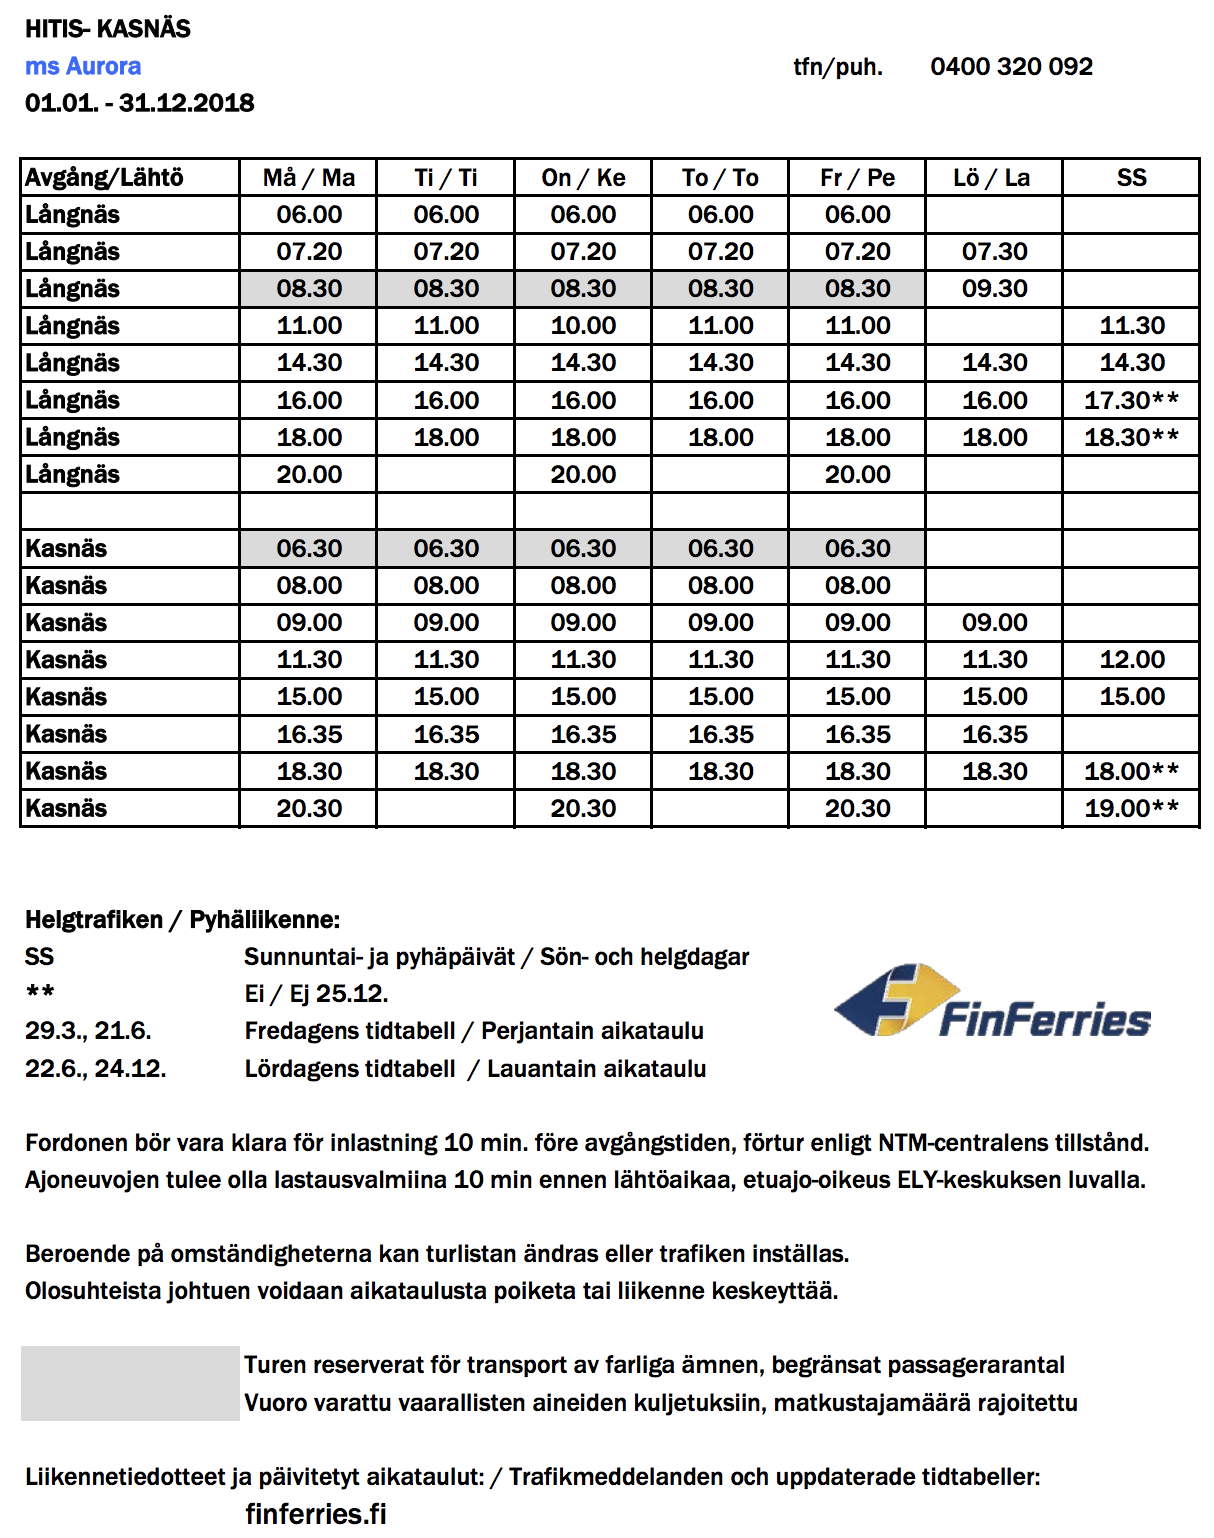 HITIS- KASNÄS
ms Aurora tfn/puh. 0400 320 092
01.01. - 31.12.2018
Avgång/Lähtö Må / Ma Ti / Ti On / Ke To / To Fr / Pe Lö / La SS
Långnäs 06.00 06.00 06.00 06.00 06.00
Långnäs 07.20 07.20 07.20 07.20 07.20 07.30
Långnäs 08.30 08.30 08.30 08.30 08.30 09.30
Långnäs 11.00 11.00 10.00 11.00 11.00 11.30
Långnäs 14.30 14.30 14.30 14.30 14.30 14.30 14.30
Långnäs 16.00 16.00 16.00 16.00 16.00 16.00 17.30**
Långnäs 18.00 18.00 18.00 18.00 18.00 18.00 18.30**
Långnäs 20.00 20.00 20.00
Kasnäs 06.30 06.30 06.30 06.30 06.30
Kasnäs 08.00 08.00 08.00 08.00 08.00
Kasnäs 09.00 09.00 09.00 09.00 09.00 09.00
Kasnäs 11.30 11.30 11.30 11.30 11.30 11.30 12.00
Kasnäs 15.00 15.00 15.00 15.00 15.00 15.00 15.00
Kasnäs 16.35 16.35 16.35 16.35 16.35 16.35
Kasnäs 18.30 18.30 18.30 18.30 18.30 18.30 18.00**
Kasnäs 20.30 20.30 20.30 19.00**
Helgtrafiken / Pyhäliikenne:
SS Sunnuntai- ja pyhäpäivät / Sön- och helgdagar
** Ei / Ej 25.12.
29.3., 21.6. Fredagens tidtabell / Perjantain aikataulu
FinFerries
22.6., 24.12. Lördagens tidtabell / Lauantain aikataulu
Fordonen bör vara klara för inlastning 10 min. före avgångstiden, förtur enligt NTM-centralens tillstånd.
Ajoneuvojen tulee olla lastausvalmiina 10 min ennen lähtöaikaa, etuajo-oikeus ELY-keskuksen luvalla.
Beroende på omständigheterna kan turlistan ändras eller trafiken inställas.
Olosuhteista johtuen voidaan aikataulusta poiketa tai liikenne keskeyttää.
Turen reserverat för transport av farliga ämnen, begränsat passagerarantal
Vuoro varattu vaarallisten aineiden kuljetuksiin, matkustajamäärä rajoitettu
Liikennetiedotteet ja päivitetyt aikataulut: / Trafikmeddelanden och uppdaterade tidtabeller:
finferries.fi